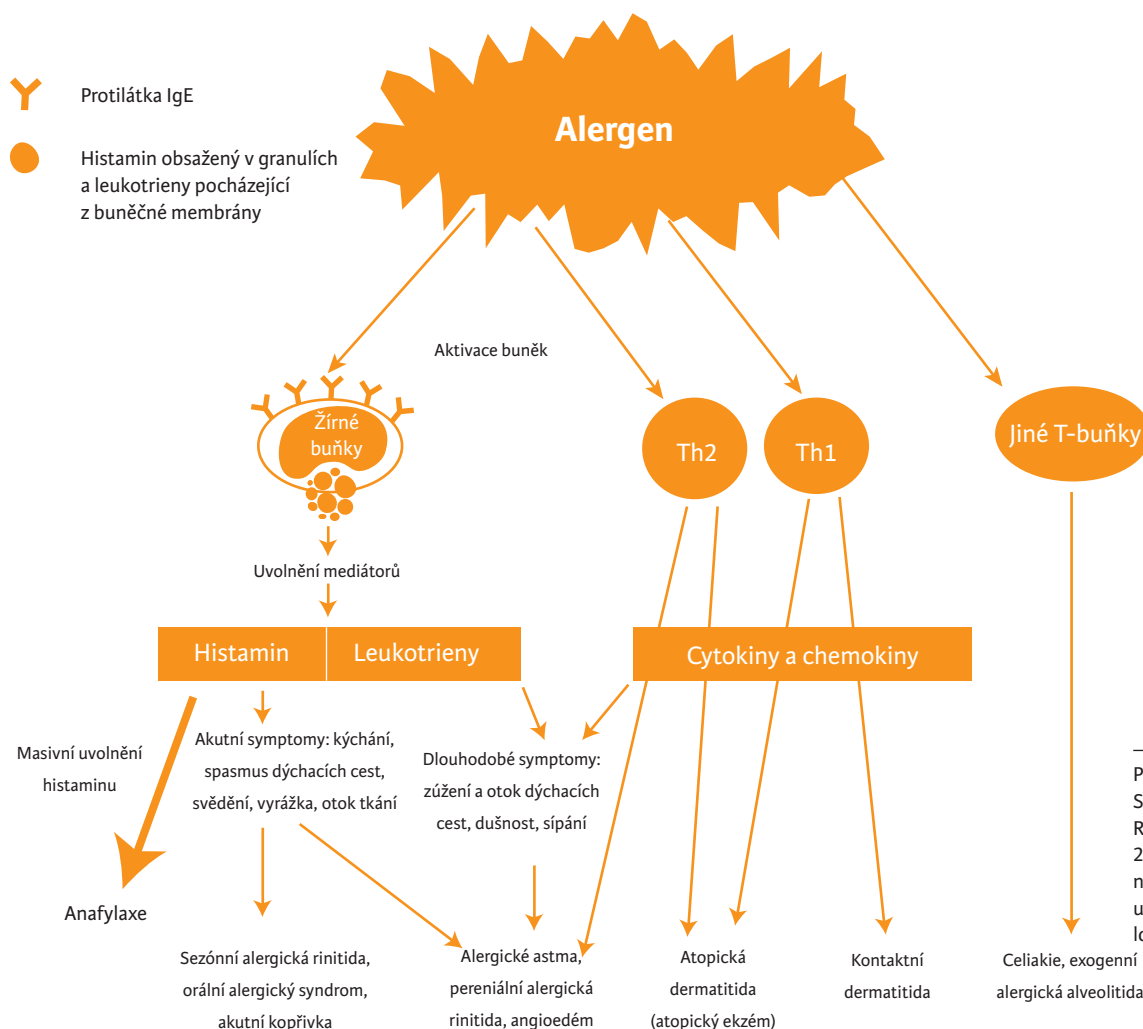 Protilátka IgE
Histamin obsažený v granulích
a leukotrieny pocházející
z buněčné membrány
Alergen
Aktivace buněk
Žírné
buňky
Th2
Th1
Jiné T-buňky
Uvolnění mediátorů
Histamin
Leukotrieny
Cytokiny a chemokiny
Masivní uvolnění
histaminu
Akutní symptomy: kýchání,
spasmus dýchacích cest,
svědění, vyrážka, otok tkání
Dlouhodobé symptomy:
zúžení a otok dýchacích
cest, dušnost, sípání
Anafylaxe
Sezónní alergická rinitida,
orální alergický syndrom,
akutní kopřivka
Alergické astma,
pereniální alergická
rinitida, angioedém
Atopická
dermatitida
(atopický ekzém)
Kontaktní
dermatitida
Celiakie, exogenní
alergická alveolitida